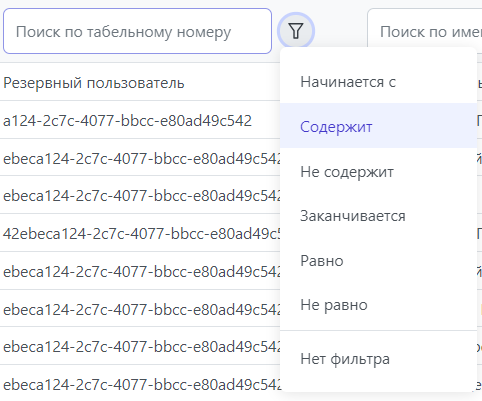 Поиск по табельному номеру
Поиск по име
Резервный пользователь
a124-2c7c-4077-bbcc-e80ad49c542
ebeca124-2c7c-4077-bbcc-e80ad49c542
ebeca124-2c7c-4077-bbcc-e80ad49c542
42ebeca124-2c7c-4077-bbcc-e80ad49c5
ebeca124-2c7c-4077-bbcc-e80ad49c542
ebeca124-2c7c-4077-bbcc-e80ad49c542
ebeca124-2c7c-4077-bbcc-e80ad49c542
ebeca124-2c7c-4077-bbcc-e80ad49c542
Начинается с
Содержит
Не содержит
Заканчивается
Равно
Не равно
Нет фильтра